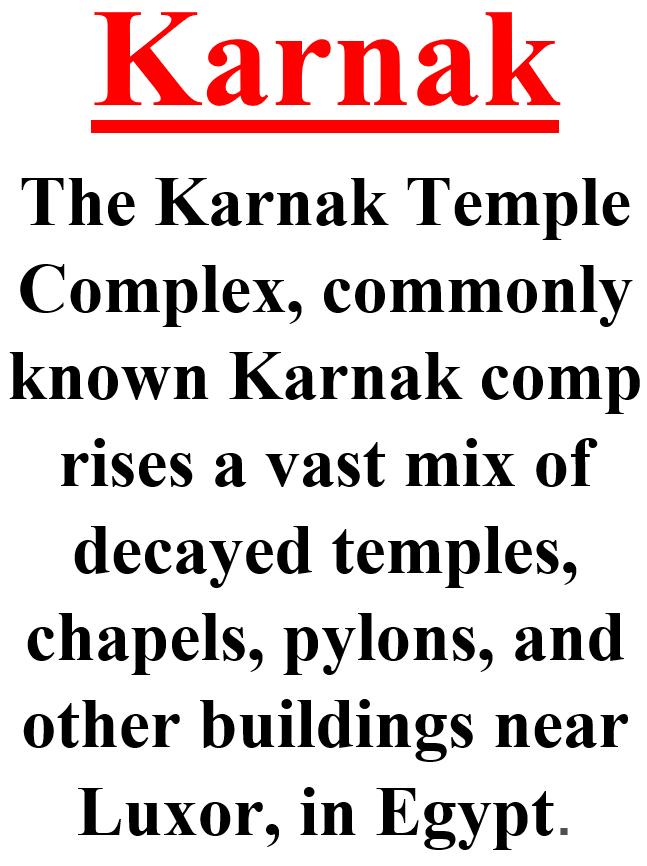 Karnak
The Karnak Temple
Complex, commonly
known Karnak comp
rises a vast mix of
decayed temples,
chapels, pylons, and
other buildings near
Luxor, in Egypt.